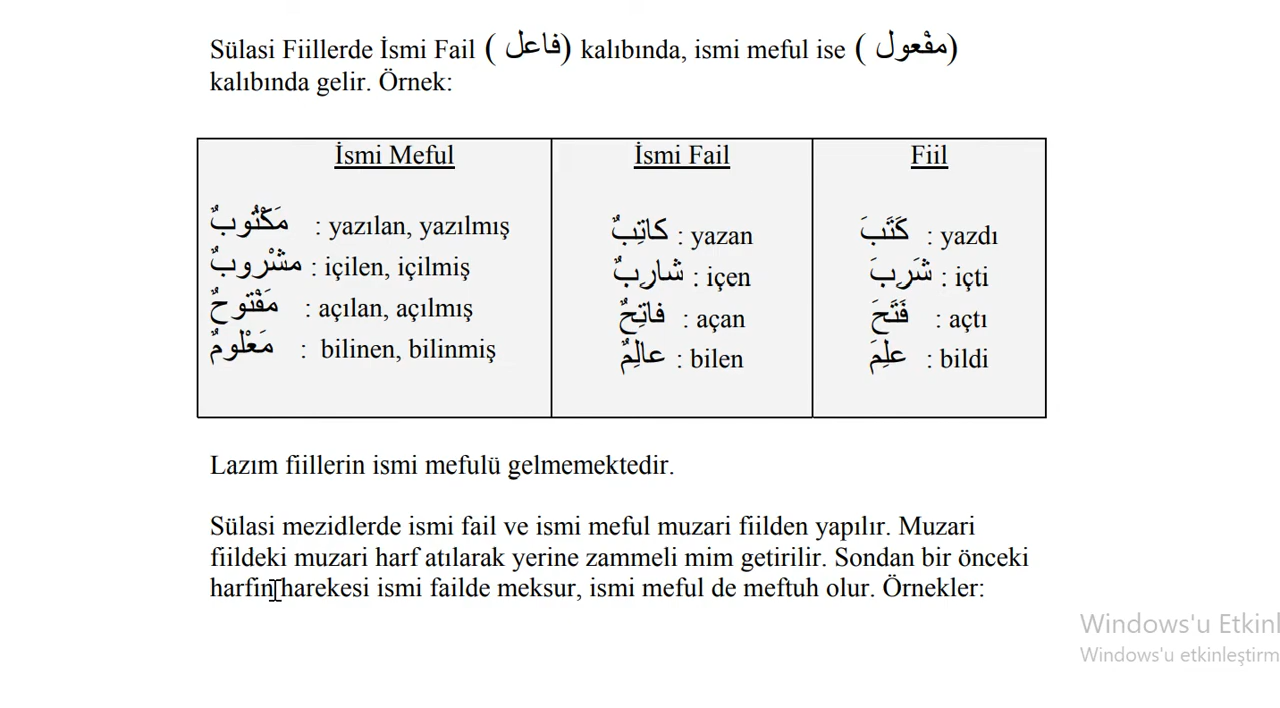 Sülasi Fiillerde İsmi Fail ( فاعل) kalıbında, ismi meful ise ( مفْعول)
kalıbında gelir. Örnek:
İsmi Meful
مَكْتُوبٌ : yazılan, yazılmış
مشْروبٌ : içilen, içilmiş
مَفْتوحٌ : açılan, açılmış
مَعْلومٌ : bilinen, bilinmiş
İsmi Fail
كاتِبٌ : yazan
شارِبٌ : içen
فاتِحٌ : açan
عالِمٌ : bilen
Fiil
كَتَبَ : yazdı
شَرِبَ : içti
فَتَحَ : açtı
علِمَ : bildi
Lazım fiillerin ismi mefulü gelmemektedir.
Sülasi mezidlerde ismi fail ve ismi meful muzari fiilden yapılır. Muzari
fiildeki muzari harf atılarak yerine zammeli mim getirilir. Sondan bir önceki
harfin harekesi ismi failde meksur, ismi meful de meftuh olur. Örnekler:
Windows'u Etkinl
Windows'u etkinleştirm